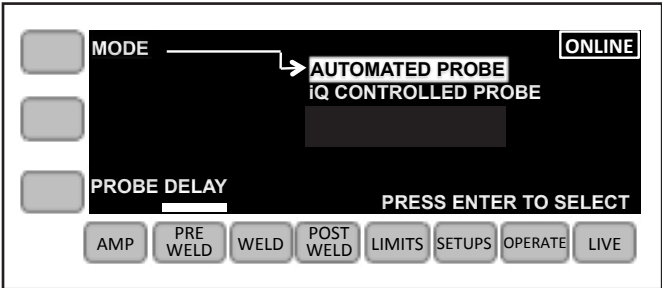 MODE
ONLINE
AUTOMATED PROBE
iQ CONTROLLED PROBE
PROBE DELAY
PRESS ENTER TO SELECT
AMP
PRE WELD
WELD
POST WELD
LIMITS
SETUPS
OPERATE
LIVE